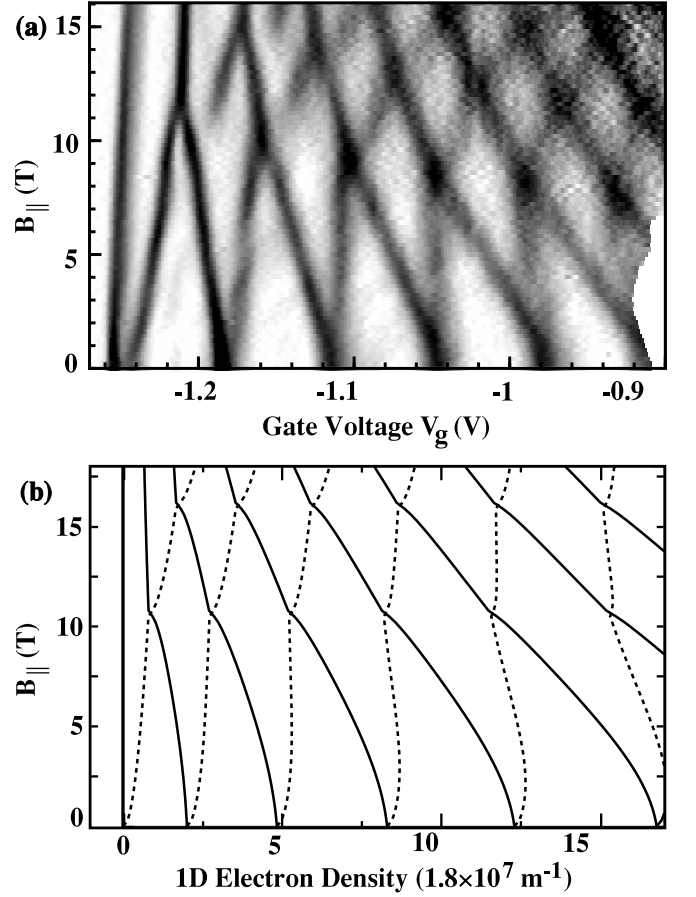 (a)
15
10
5
0
B|| (T)
-1.2
-1.1
-1
-0.9
Gate Voltage Vg (V)
(b)
15
10
5
0
B|| (T)
0
5
10
15
1D Electron Density (1.8×10⁷ m⁻¹)